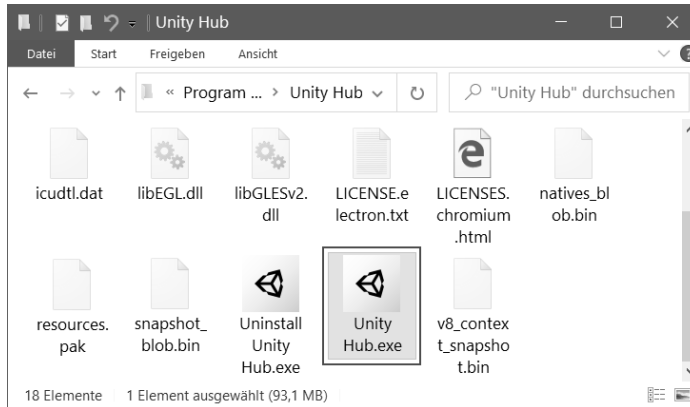 Unity Hub
Datei Start Freigeben Ansicht
« Program ... > Unity Hub
"Unity Hub" durchsuchen
icudtl.dat
libEGL.dll
libGLESv2.
dll
LICENSE.e
lectron.txt
LICENSES.
chromium
.html
natives_bl
ob.bin
resources.
pak
snapshot_
blob.bin
Uninstall
Unity
Hub.exe
Unity
Hub.exe
v8_contex
t_snapsho
t.bin
18 Elemente 1 Element ausgewählt (93,1 MB)